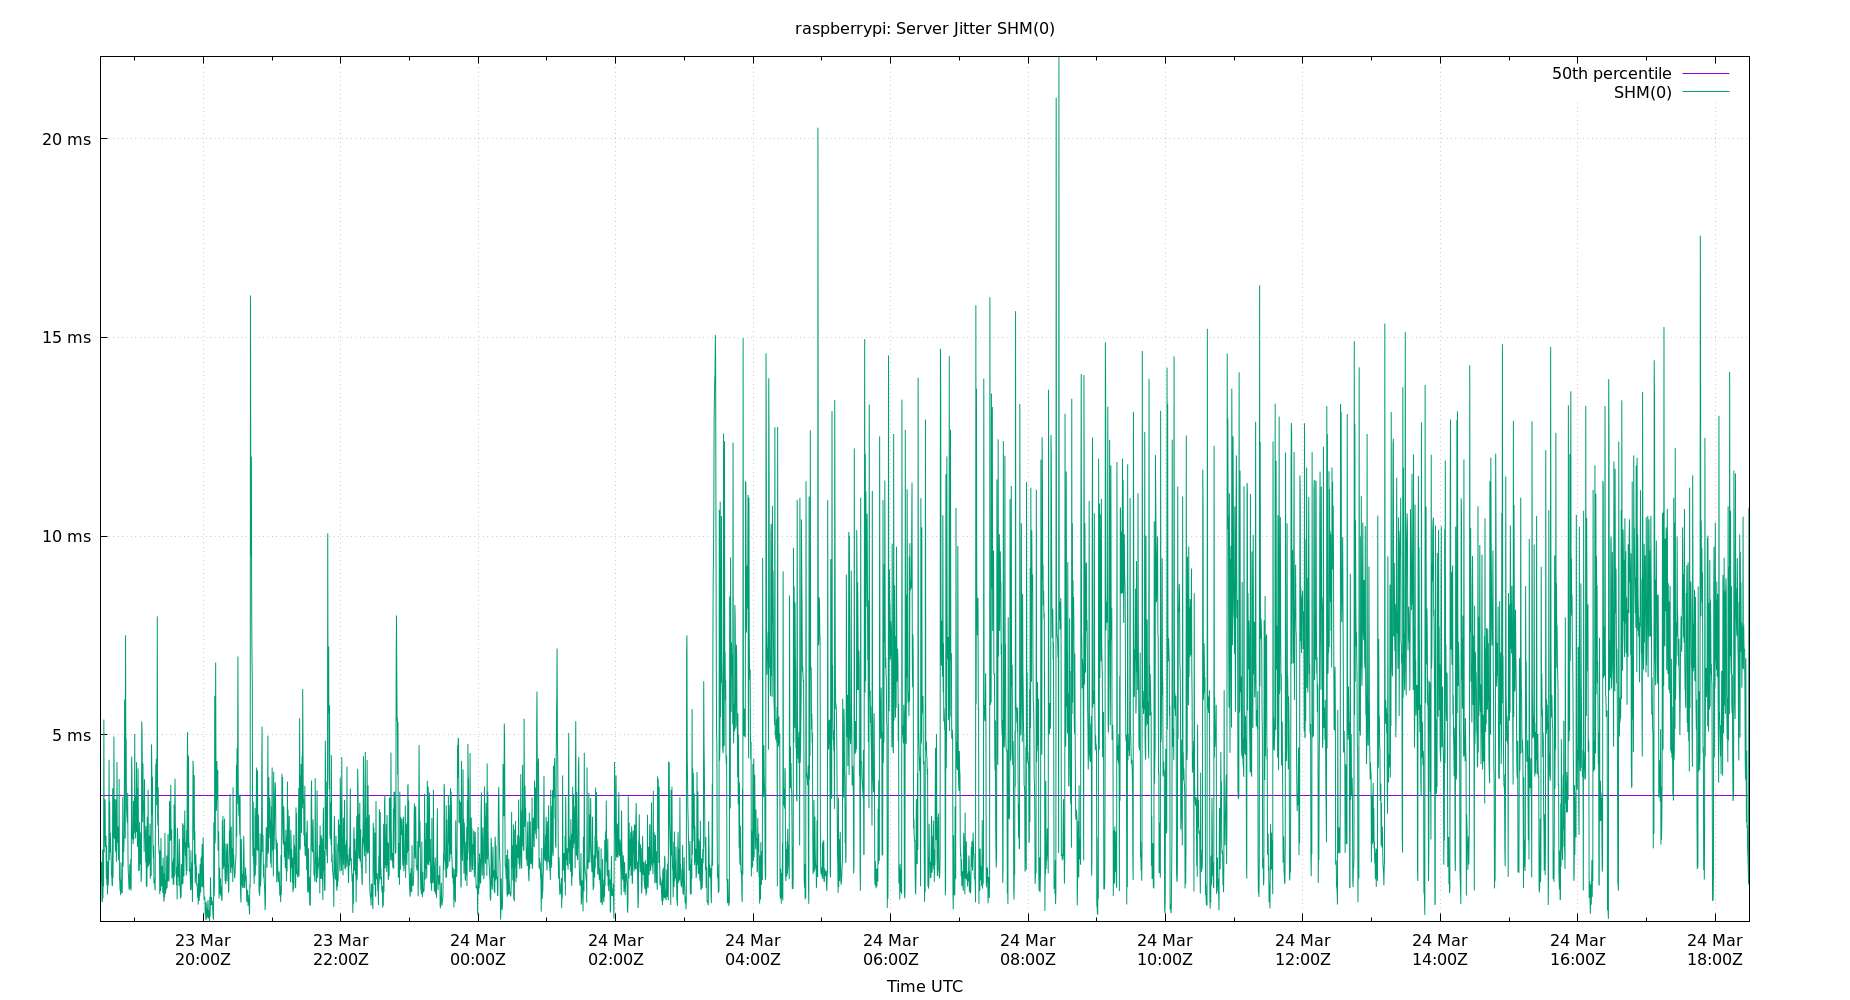 raspberrypi: Server Jitter SHM(0)
50th percentile
SHM(0)
20 ms
15 ms
10 ms
5 ms
23 Mar 23 Mar 24 Mar 24 Mar 24 Mar 24 Mar 24 Mar 24 Mar 24 Mar 24 Mar 24 Mar 24 Mar
20:00Z 22:00Z 00:00Z 02:00Z 04:00Z 06:00Z 08:00Z 10:00Z 12:00Z 14:00Z 16:00Z 18:00Z
Time UTC